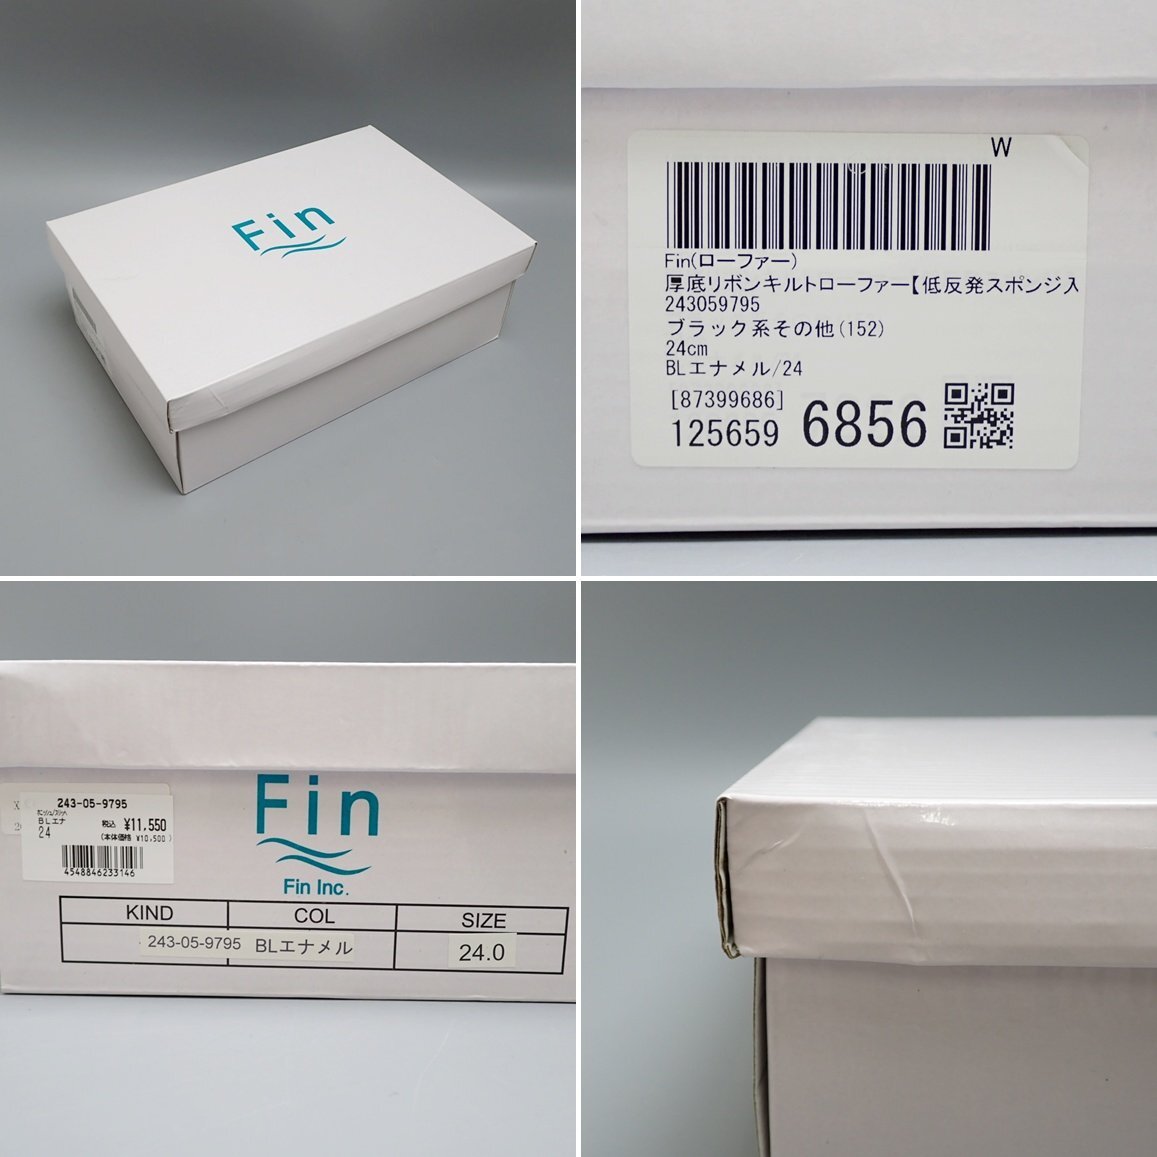 Fin
W
Fin(ローファー)
厚底リボンキルトローファー【低反発スポンジ入
243059795
ブラック系その他(152)
24cm
BLエナメル/24
[87399686]
125659 6856
243-05-9795
BLエナ
24
税込 ¥11,550
(本体価格 ¥10,500)
4548846233146
Fin
Fin Inc.
KIND COL SIZE
243-05-9795 BLエナメル 24.0